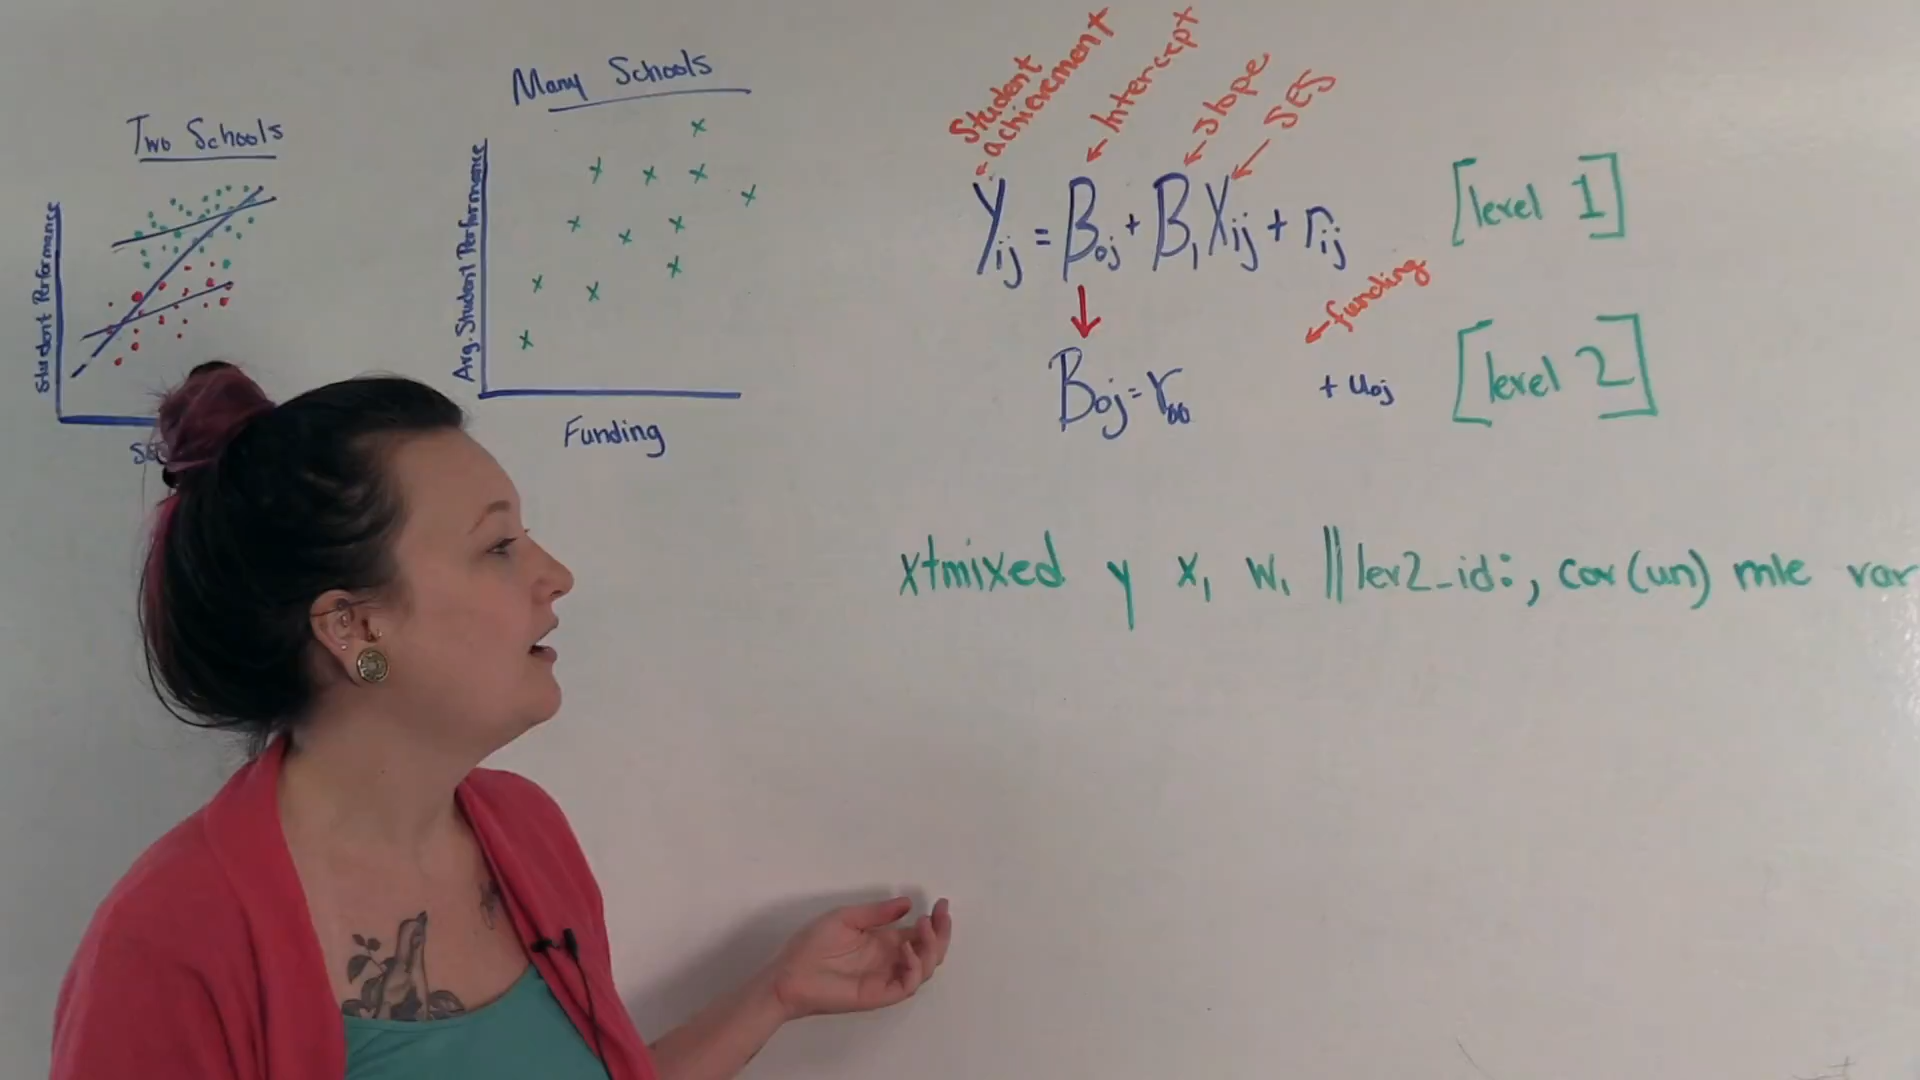 Two Schools
Student Performance
Many Schools
Avg. Student Performance
Funding
Student
achievement
Intercept
slope
SES
Yij = B0j + B1Xij + rij
[level 1]
funding
B0j = γ00 + u0j
[level 2]
xtmixed y x1 w1 || lev2_id: , cov(un) mle var